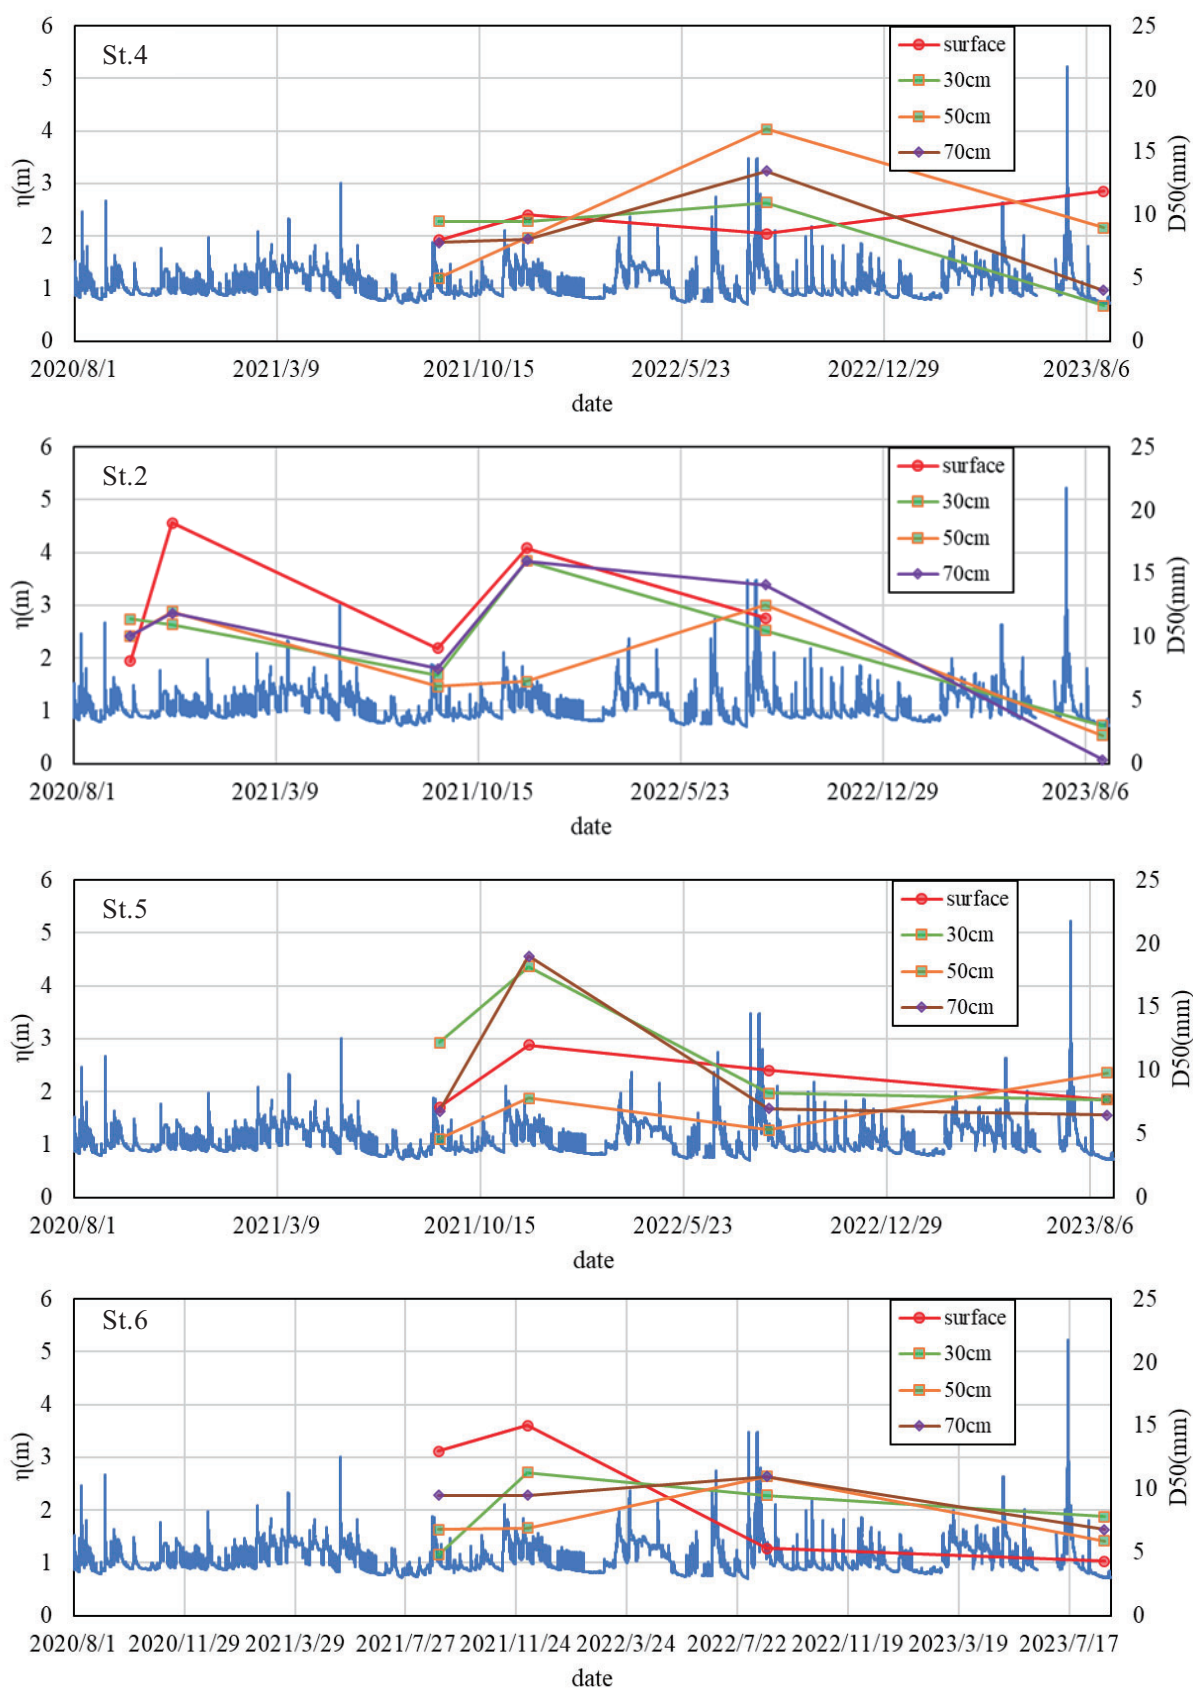 6
25
St.4
surface
30cm
50cm
70cm
5
20
4
15
3
10
2
5
1
0
0
η(m)
D50(mm)
2020/8/1
2021/3/9
2021/10/15
2022/5/23
2022/12/29
2023/8/6
date
6
25
St.2
surface
30cm
50cm
70cm
5
20
4
15
3
10
2
5
1
0
0
η(m)
D50(mm)
2020/8/1
2021/3/9
2021/10/15
2022/5/23
2022/12/29
2023/8/6
date
6
25
St.5
surface
30cm
50cm
70cm
5
20
4
15
3
10
2
5
1
0
0
η(m)
D50(mm)
2020/8/1
2021/3/9
2021/10/15
2022/5/23
2022/12/29
2023/8/6
date
6
25
St.6
surface
30cm
50cm
70cm
5
20
4
15
3
10
2
5
1
0
0
η(m)
D50(mm)
2020/8/1
2020/11/29
2021/3/29
2021/7/27
2021/11/24
2022/3/24
2022/7/22
2022/11/19
2023/3/19
2023/7/17
date